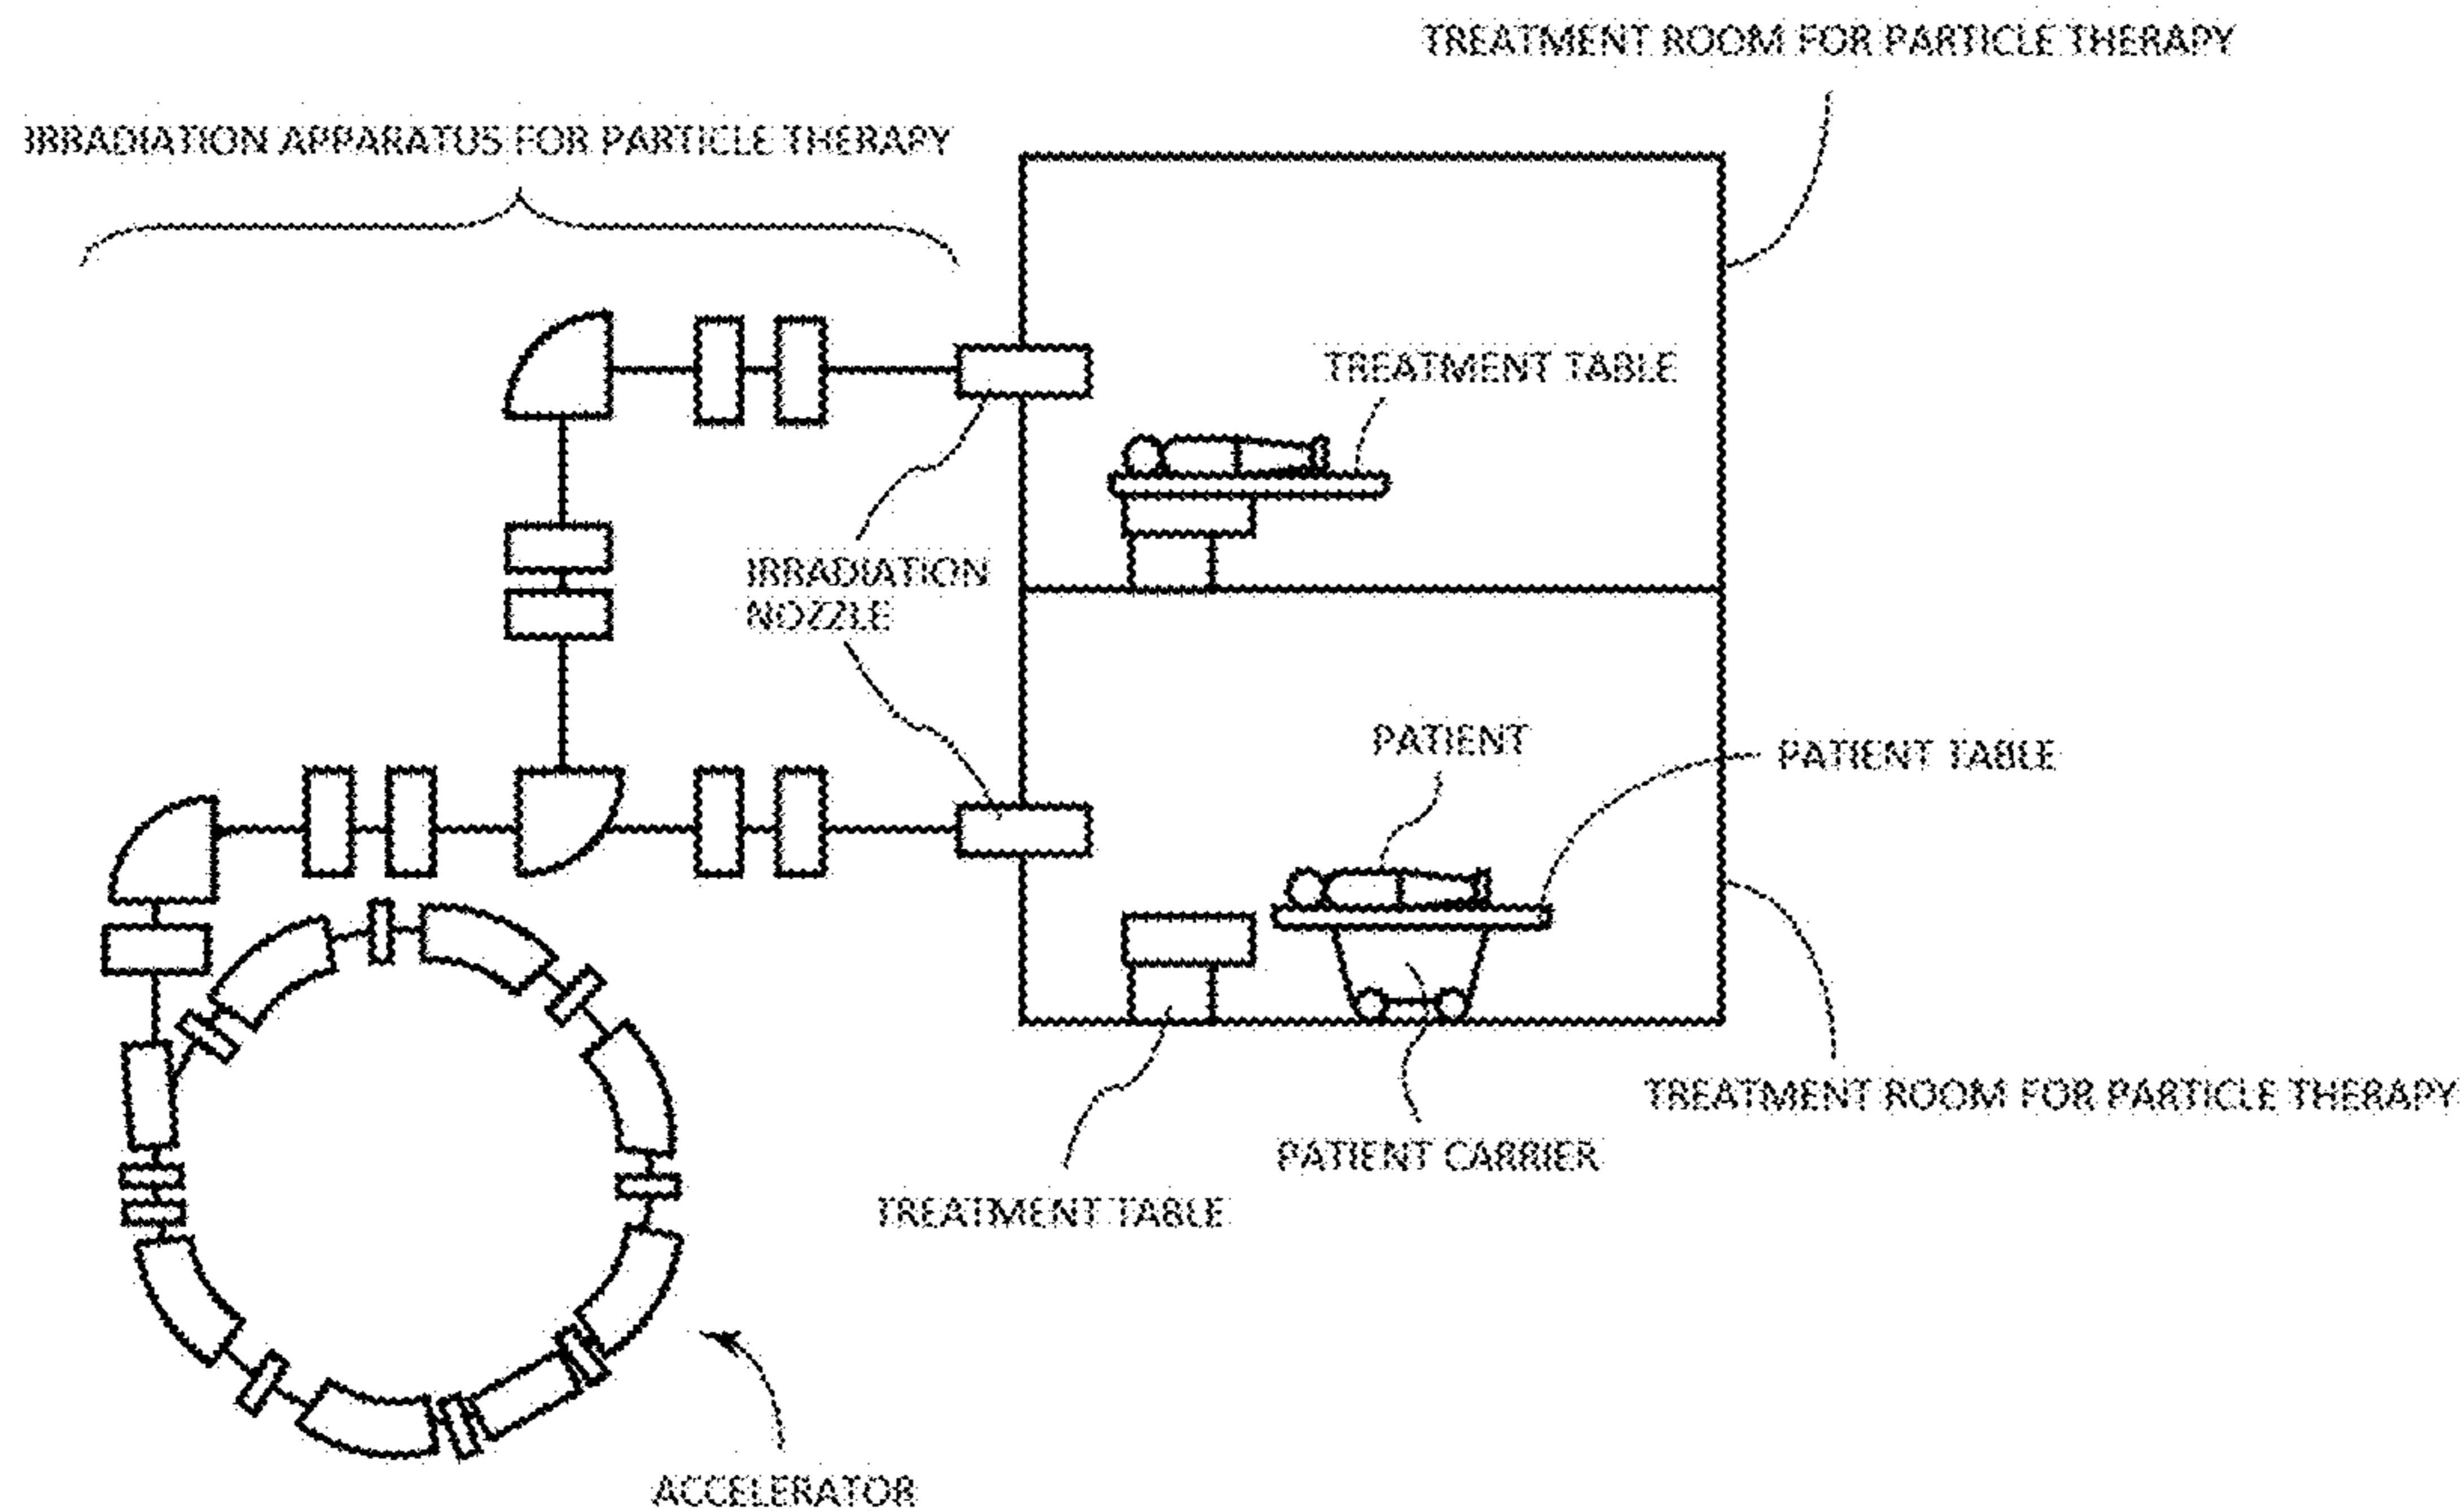 TREATMENT ROOM FOR PARTICLE THERAPY
IRRADIATION APPARATUS FOR PARTICLE THERAPY
TREATMENT TABLE
IRRADIATION
NOZZLE
PATIENT
PATIENT TABLE
TREATMENT ROOM FOR PARTICLE THERAPY
PATIENT CARRIER
TREATMENT TABLE
ACCELERATOR